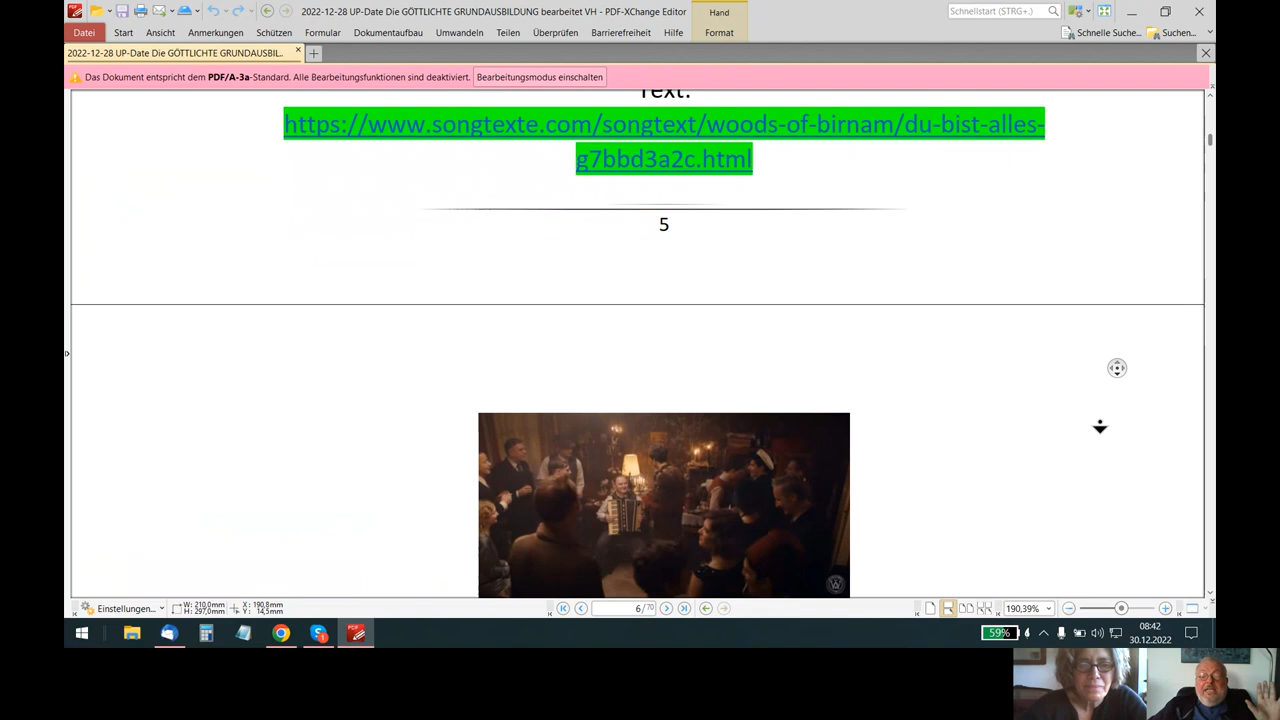 2022-12-28 UP-Date Die GÖTTLICHTE GRUNDAUSBILDUNG bearbeitet VH - PDF-XChange Editor
Hand
Schnellstart (STRG+.)
Datei Start Ansicht Anmerkungen Schützen Formular Dokumentaufbau Umwandeln Teilen Überprüfen Barrierefreiheit Hilfe Format Schnelle Suche... Suchen...
2022-12-28 UP-Date Die GÖTTLICHTE GRUNDAUSBIL...
Das Dokument entspricht dem PDF/A-3a-Standard. Alle Bearbeitungsfunktionen sind deaktiviert. Bearbeitungsmodus einschalten
Text:
https://www.songtexte.com/songtext/woods-of-birnam/du-bist-alles-
g7bbd3a2c.html
5
Einstellungen... W: 210,0mm X: 190,8mm 6 / 70 190,39%
H: 297,0mm Y: 14,5mm
59% 08:42
30.12.2022